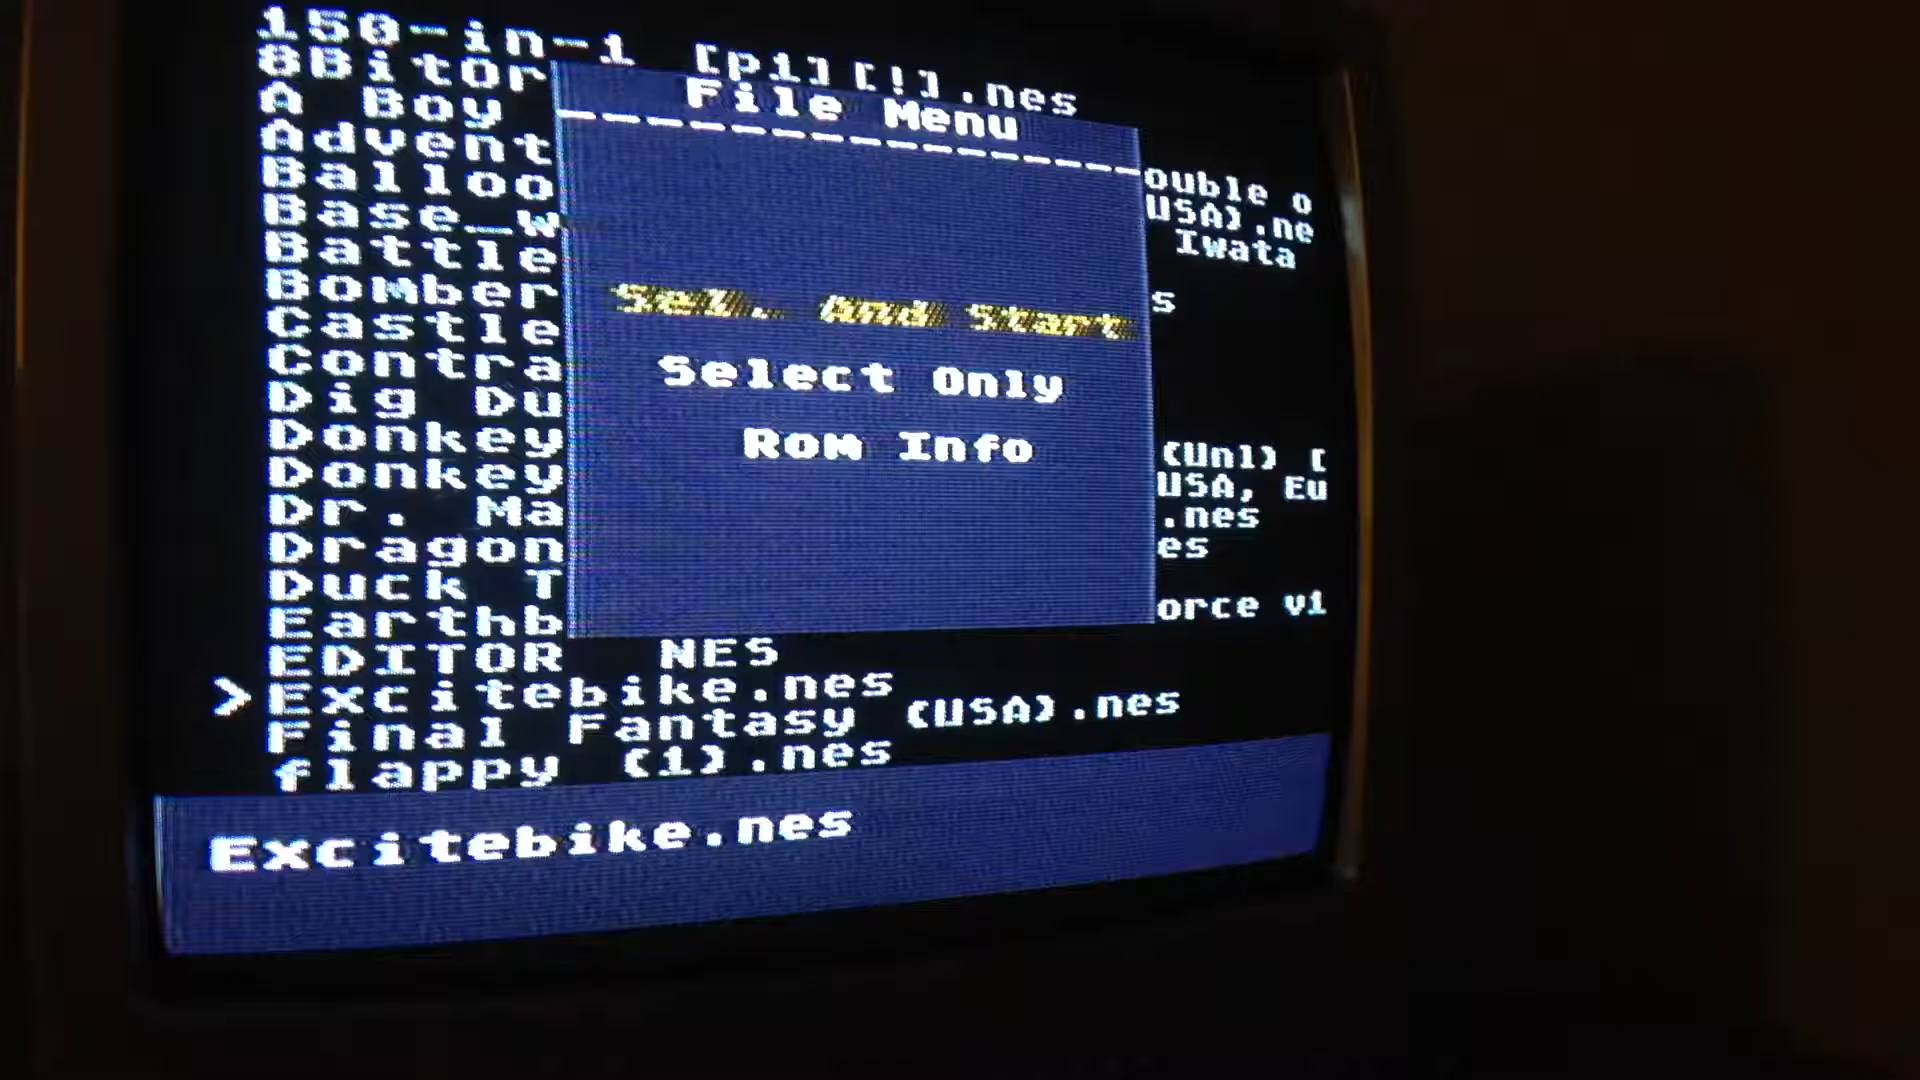 150-in-1 [p1][!].nes
8BitOr
A Boy
Advent
Balloo
Base_w
Battle
Bomber
Castle
Contra
Dig Du
Donkey
Donkey
Dr. Ma
Dragon
Duck T
Earthb
EDITOR NES
>Excitebike.nes
Final Fantasy (USA).nes
flappy (1).nes
File Menu
Sel. And Start
Select Only
ROM Info
ouble o
USA).ne
Iwata
s
(Unl) [
USA, Eu
.nes
es
orce vi
Excitebike.nes